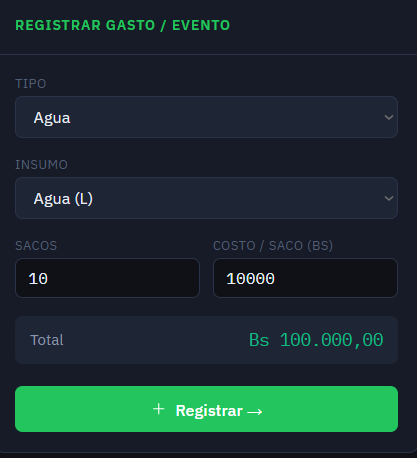 REGISTRAR GASTO / EVENTO
TIPO
Agua
INSUMO
Agua (L)
SACOS
COSTO / SACO (BS)
10
10000
Total
Bs 100.000,00
+ Registrar →